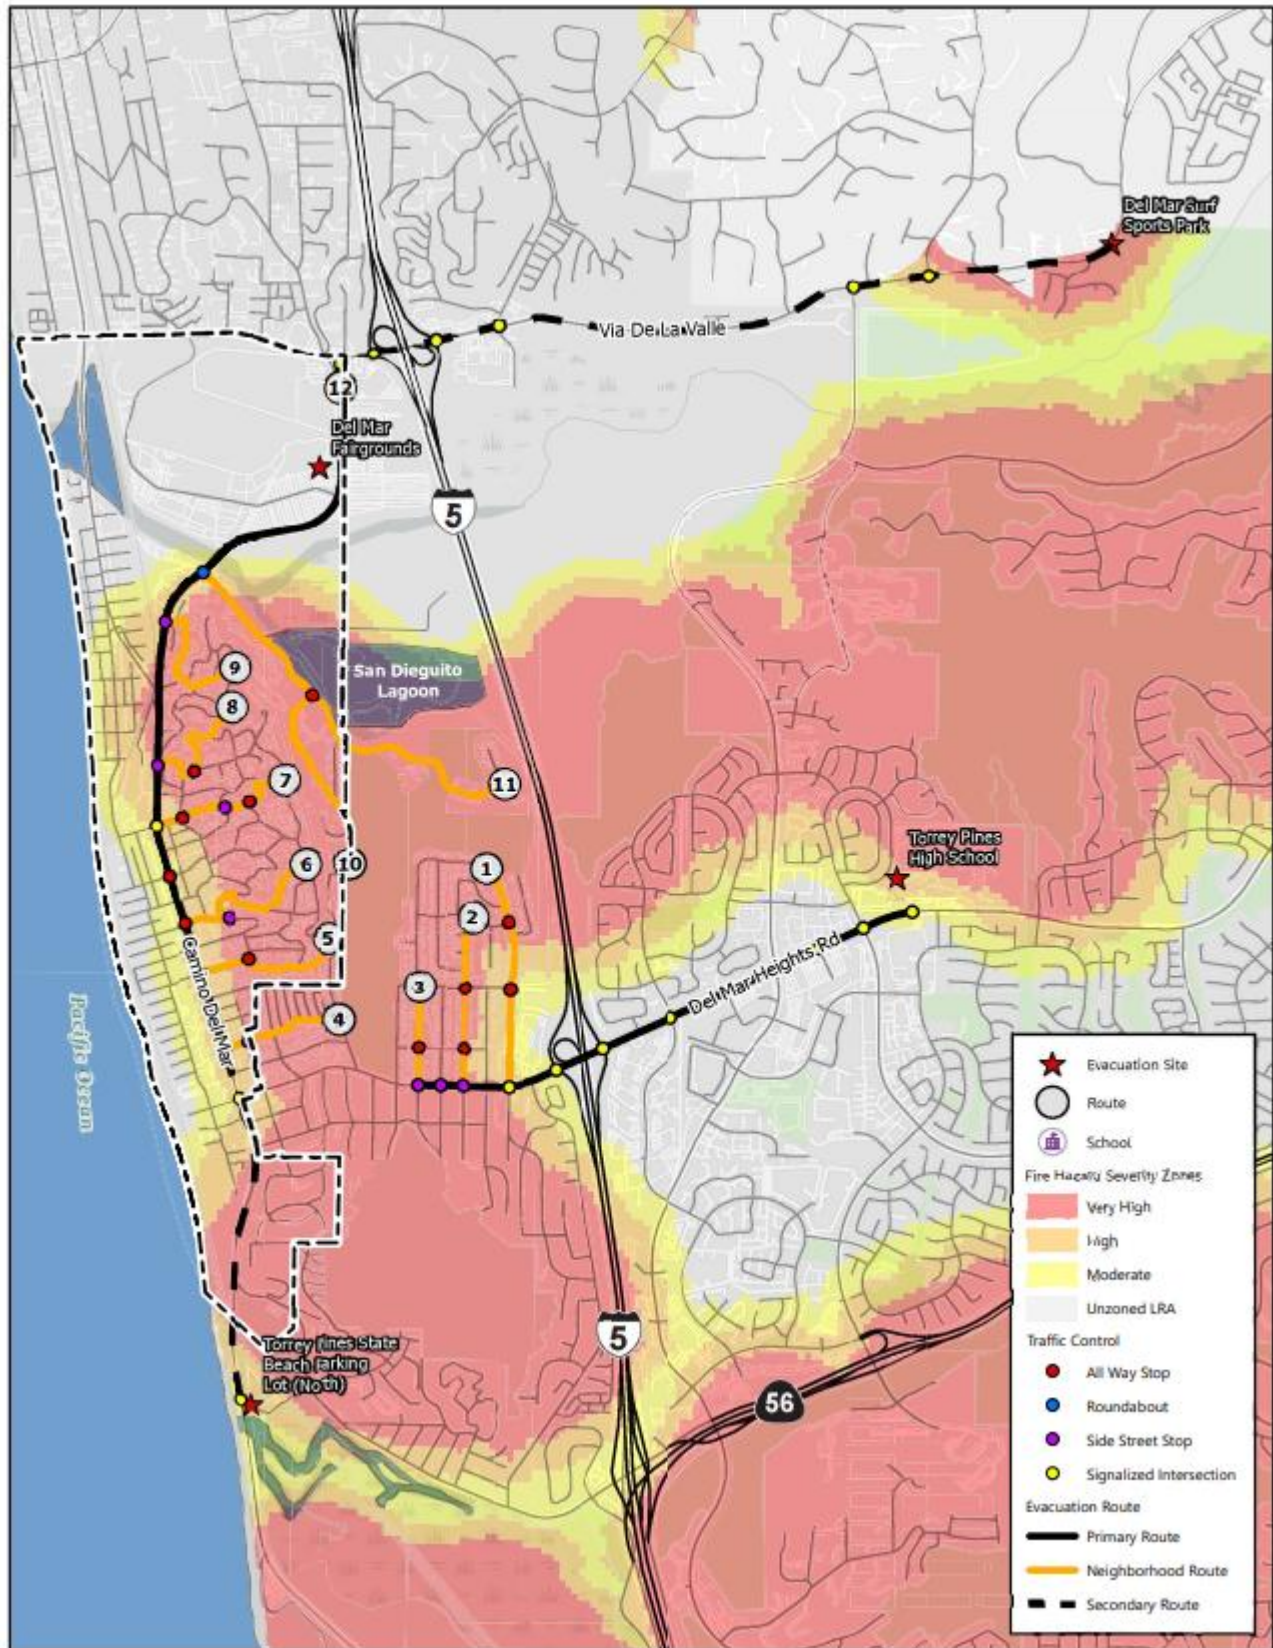 Del Mar Surf
Sports Park
Via De La Valle
12
Del Mar
Fairgrounds
5
San Dieguito
Lagoon
9
8
7
11
6
10
1
2
Torrey Pines
High School
5
3
4
Camino Del Mar
Del Mar Heights Rd
Pacific Ocean
Torrey Pines State
Beach Parking
Lot (North)
5
56
Evacuation Site
Route
School
Fire Hazard Severity Zones
Very High
High
Moderate
Unzoned LRA
Traffic Control
All Way Stop
Roundabout
Side Street Stop
Signalized Intersection
Evacuation Route
Primary Route
Neighborhood Route
Secondary Route